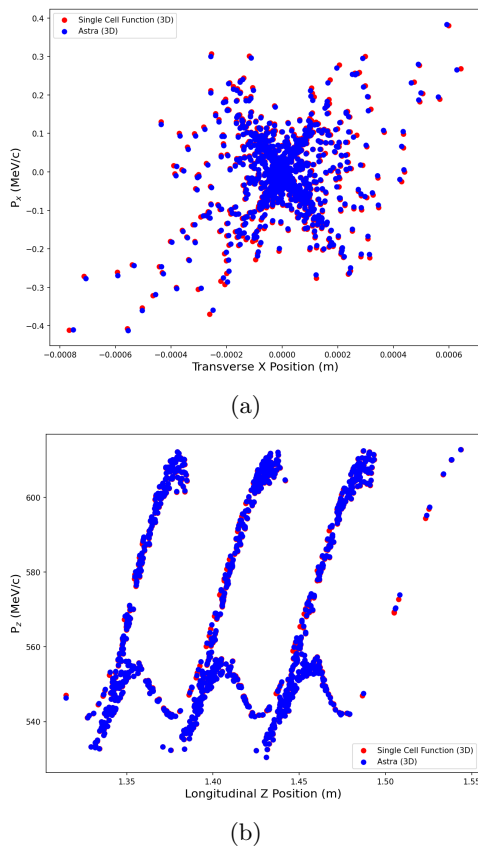 Single Cell Function (3D)
Astra (3D)
0.4
0.3
0.2
0.1
0.0
−0.1
−0.2
−0.3
−0.4
Pₓ (MeV/c)
−0.0008 −0.0006 −0.0004 −0.0002 0.0000 0.0002 0.0004 0.0006
Transverse X Position (m)
(a)
600
580
560
540
P_z (MeV/c)
Single Cell Function (3D)
Astra (3D)
1.35 1.40 1.45 1.50 1.55
Longitudinal Z Position (m)
(b)